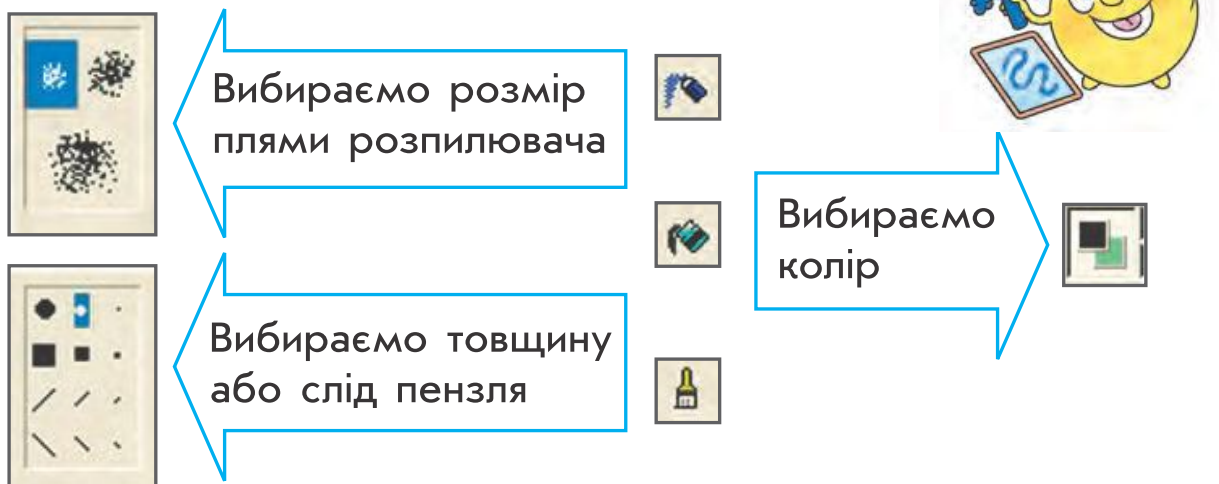 Вибираємо розмір
плями розпилювача
Вибираємо
колір
Вибираємо товщину
або слід пензля